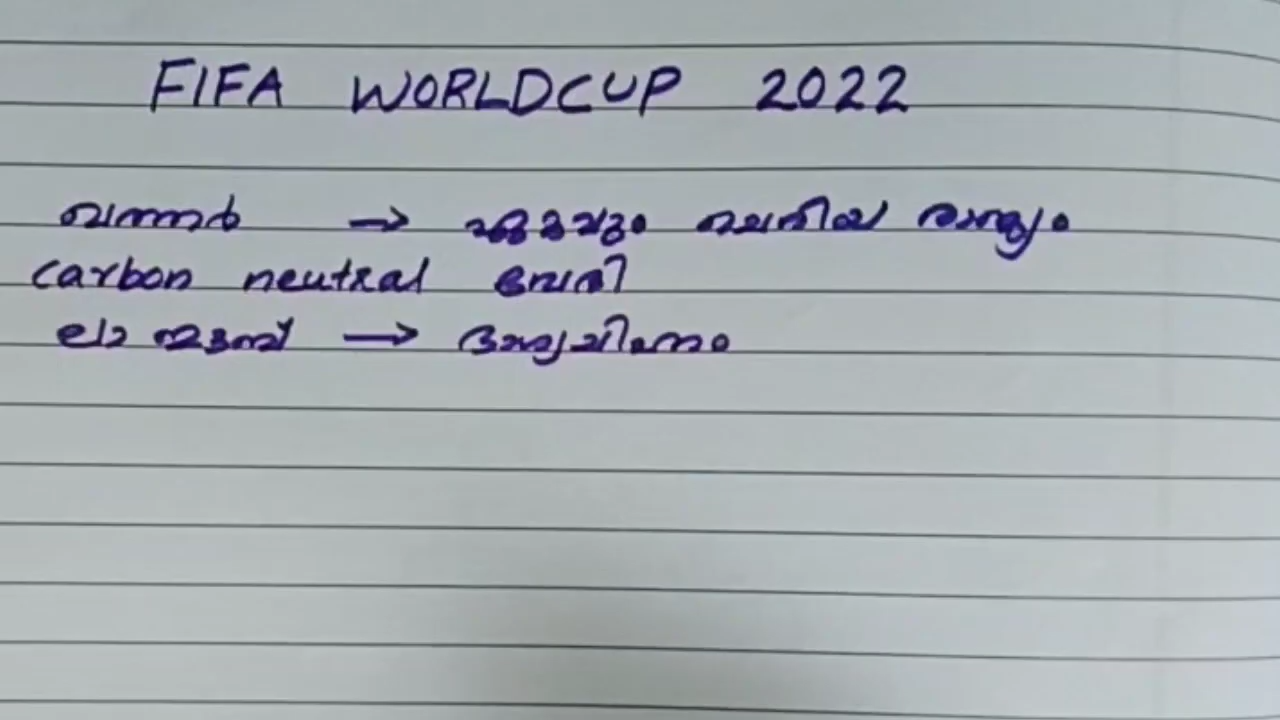 FIFA WORLDCUP 2022
ഖത്തർ → ഏറ്റവും ചെറിയ രാജ്യം
carbon neutral വേദി
ലാ ഈബ് → ഭാഗ്യചിഹ്നം